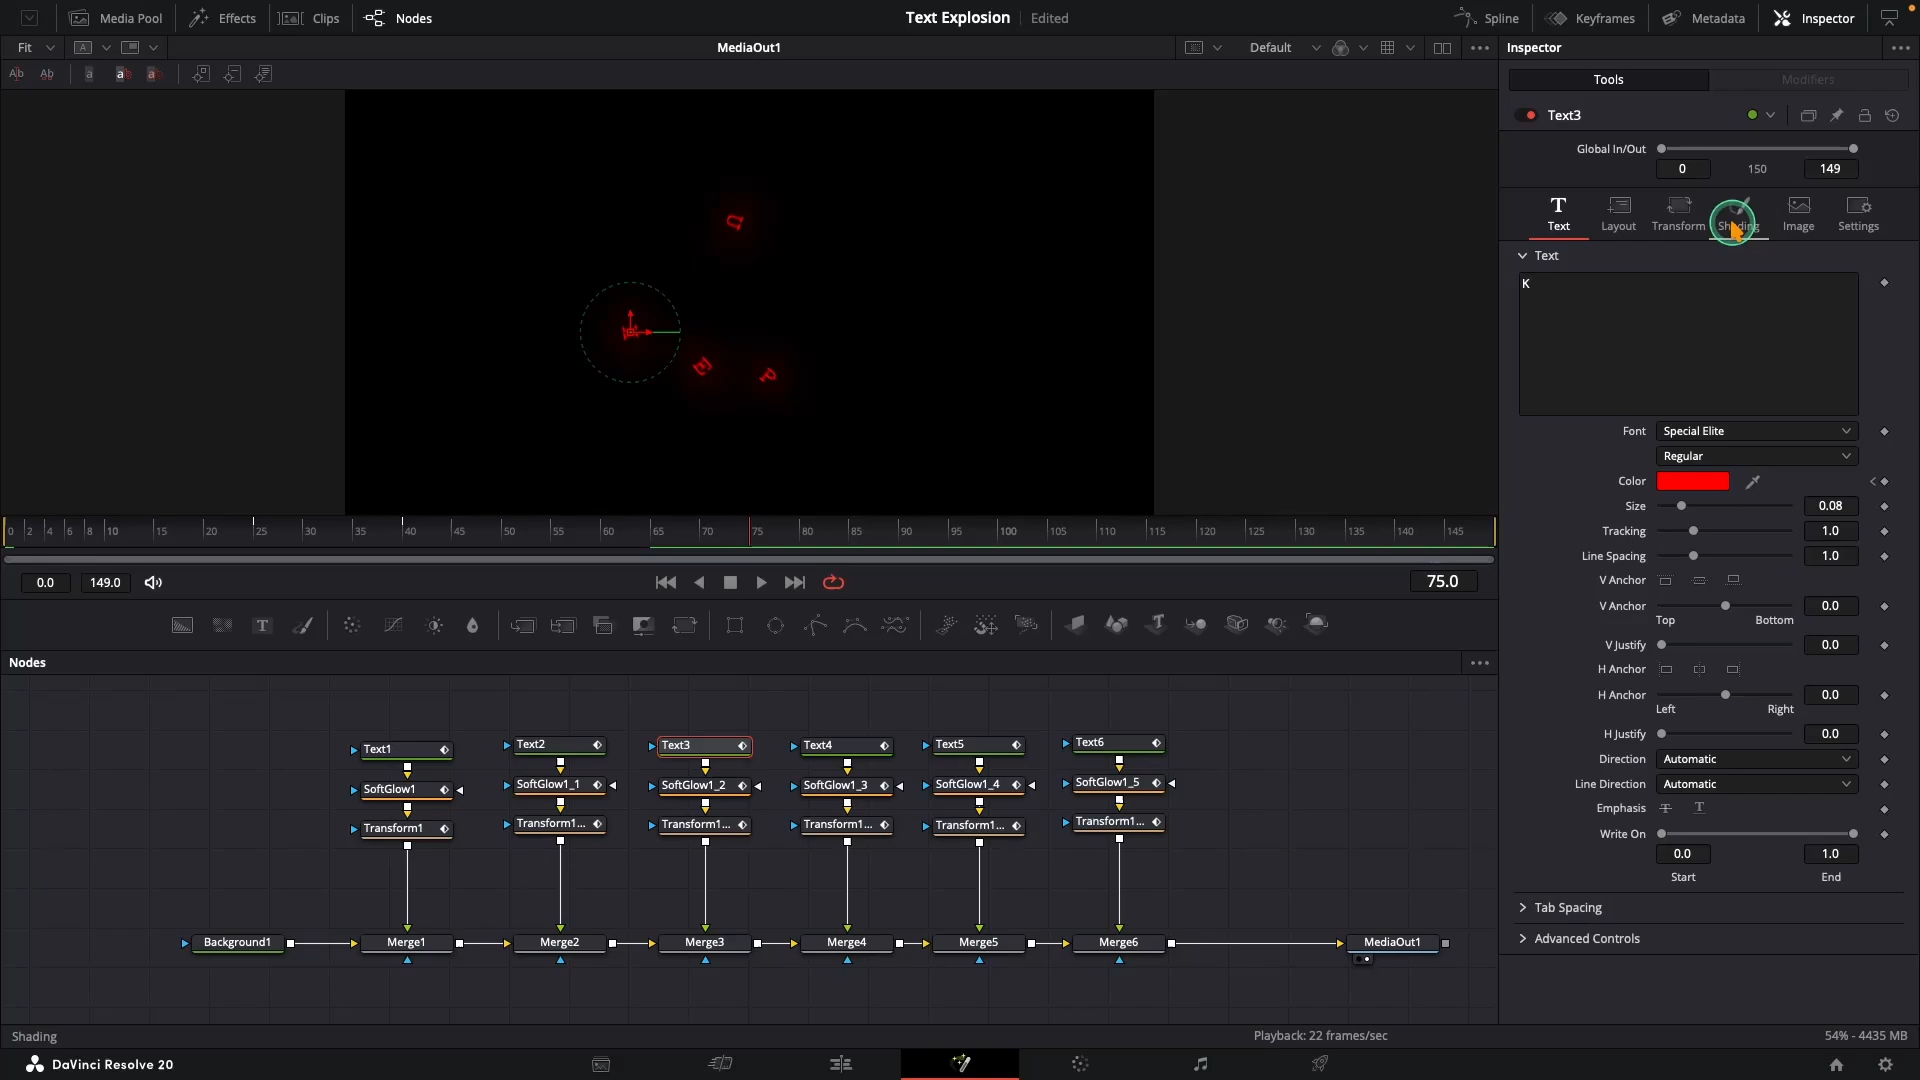 Media Pool
Effects
Clips
Nodes
Text Explosion
Edited
Spline
Keyframes
Metadata
Inspector
Fit
A
MediaOut1
Default
Inspector
Tools
Modifiers
Text3
Global In/Out
0
150
149
Text
Layout
Transform
Shading
Image
Settings
Text
K
Font
Special Elite
Regular
Color
Size
0.08
Tracking
1.0
Line Spacing
1.0
V Anchor
V Anchor
0.0
Top
Bottom
V Justify
0.0
H Anchor
H Anchor
0.0
Left
Right
H Justify
0.0
Direction
Automatic
Line Direction
Automatic
Emphasis
Write On
0.0
1.0
Start
End
Tab Spacing
Advanced Controls
U
E
P
0 2 4 6 8 10 15 20 25 30 35 40 45 50 55 60 65 70 75 80 85 90 95 100 105 110 115 120 125 130 135 140 145
0.0
149.0
75.0
Nodes
Text1
Text2
Text3
Text4
Text5
Text6
SoftGlow1
SoftGlow1_1
SoftGlow1_2
SoftGlow1_3
SoftGlow1_4
SoftGlow1_5
Transform1
Transform1...
Transform1...
Transform1...
Transform1...
Transform1...
Background1
Merge1
Merge2
Merge3
Merge4
Merge5
Merge6
MediaOut1
Shading
Playback: 22 frames/sec
54% - 4435 MB
DaVinci Resolve 20